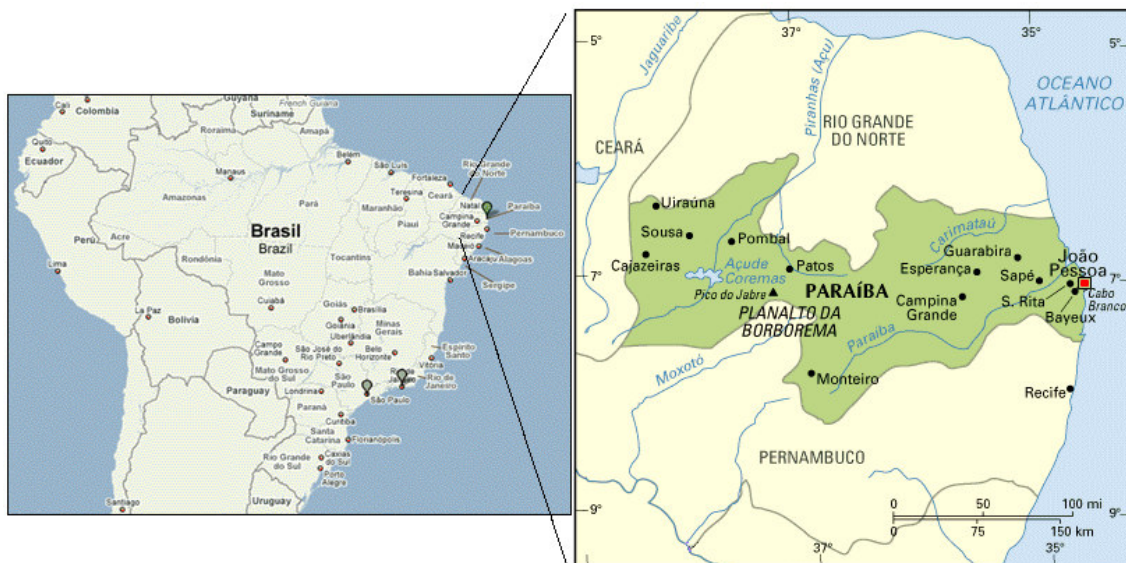 Cali
Colombia
Guyana
Suriname
French Guiana
Quito
Ecuador
Roraima
Amapá
Belém
São Luís
Manaus
Fortaleza
Rio Grande
do Norte
Amazonas
Pará
Teresina
Ceará
Maranhão
Natal
Paraíba
Campina
Grande
Piauí
Recife
Pernambuco
Perú
Acre
Brasil
Brazil
Maceió
Aracaju
Alagoas
Rondônia
Tocantins
Bahia
Salvador
Sergipe
Lima
Mato
Grosso
Cuiabá
Goiás
Brasília
La Paz
Bolivia
Goiânia
Minas
Gerais
Uberlândia
Campo
Grande
São José do
Rio Preto
Belo
Horizonte
Espírito
Santo
Vitória
Mato Grosso
do Sul
São
Paulo
Rio de
Janeiro
Paraguay
Londrina
São Paulo
Paraná
Curitiba
Santa
Catarina
Florianópolis
Rio Grande
do Sul
Caxias
do Sul
Porto
Alegre
Santiago
Uruguay
37°
35°
5°
5°
Jaguaribe
Piranhas (Açu)
OCEANO
ATLÂNTICO
RIO GRANDE
DO NORTE
CEARÁ
Uiraúna
Sousa
Pombal
Carimataú
Guarabira
João
Pessoa
Cajazeiras
Açude
Coremas
Patos
Esperança
Sapé
7°
7°
Pico do Jabre
PARAÍBA
Campina
Grande
S. Rita
Cabo
Branco
Bayeux
PLANALTO DA
BORBOREMA
Paraíba
Moxotó
Monteiro
Recife
PERNAMBUCO
0 50 100 mi
0 75 150 km
9°
9°
37°
35°